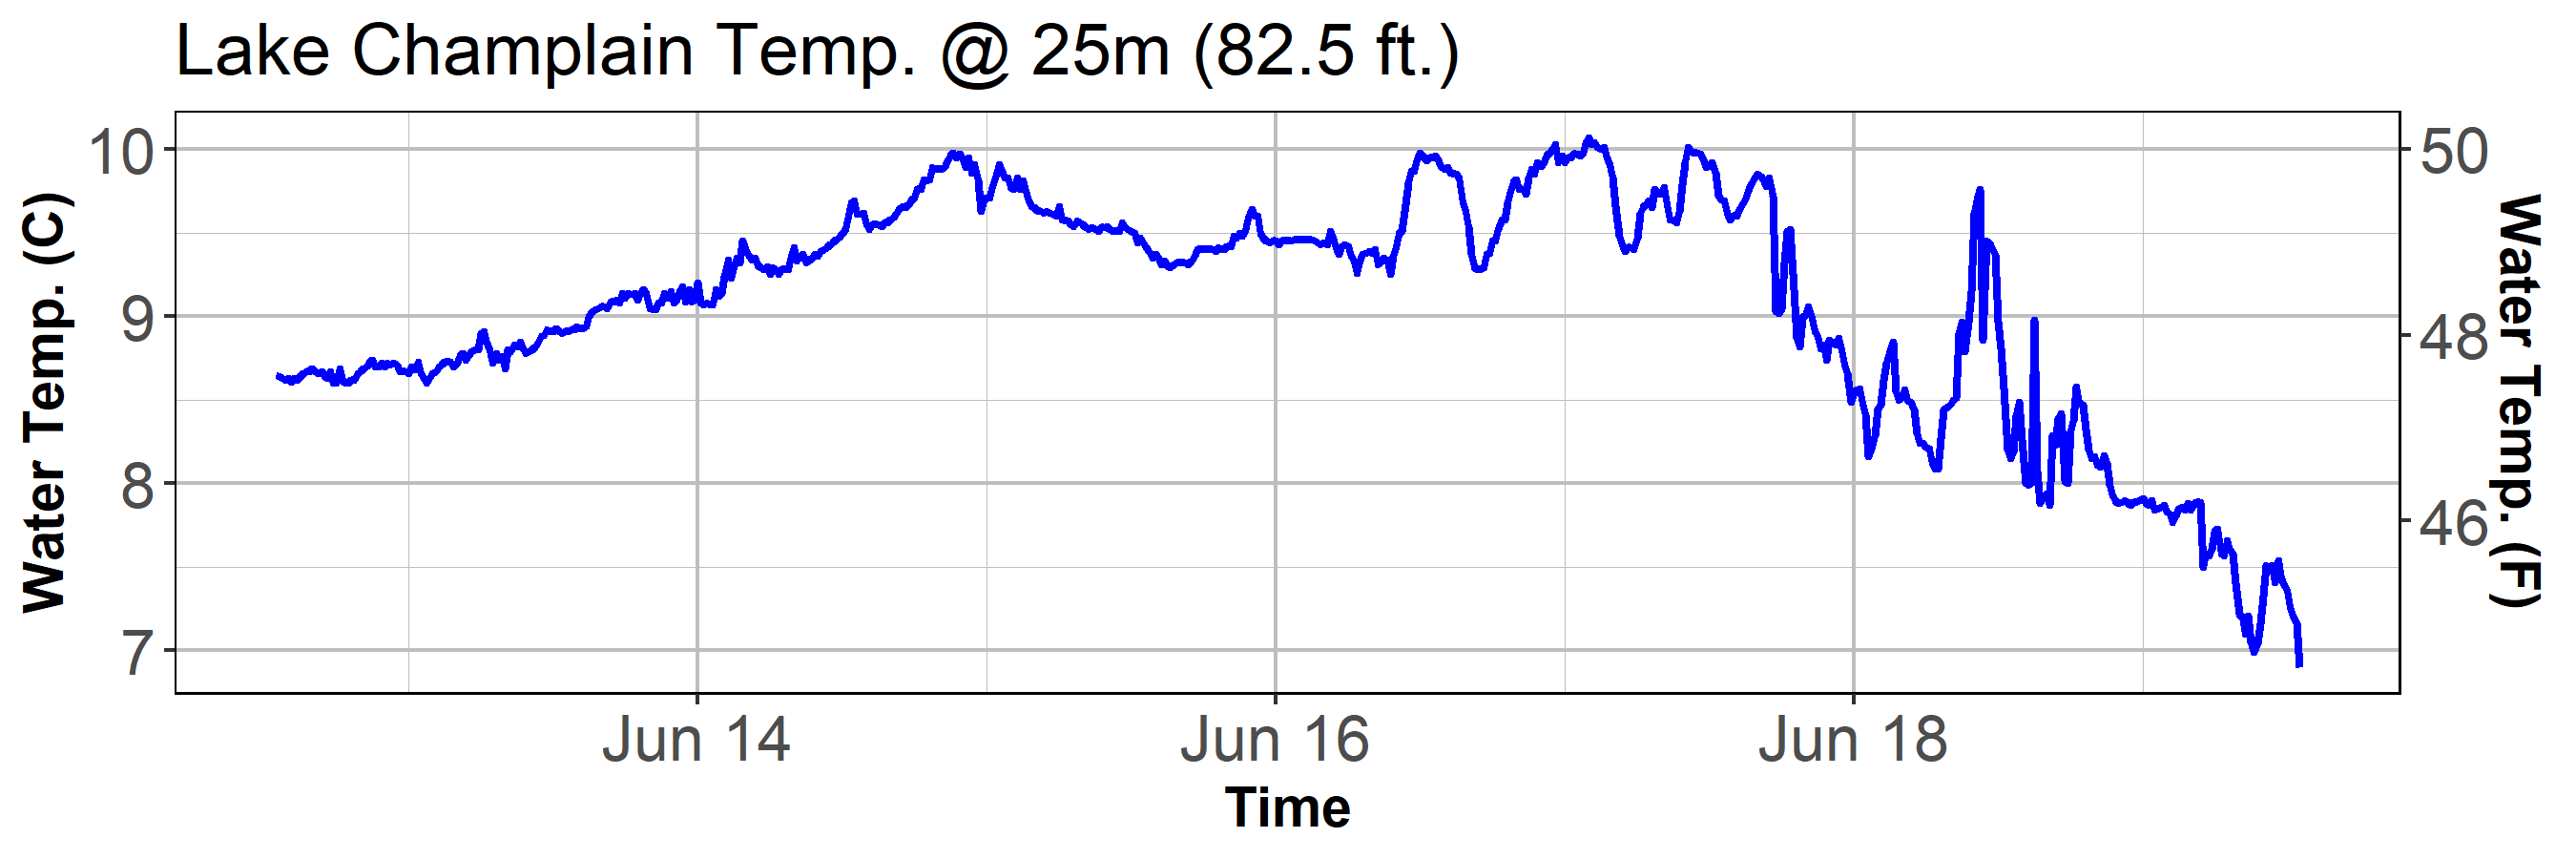 Lake Champlain Temp. @ 25m (82.5 ft.)
Water Temp. (C)
10
9
8
7
50
48
46
Water Temp. (F)
Jun 14
Jun 16
Jun 18
Time